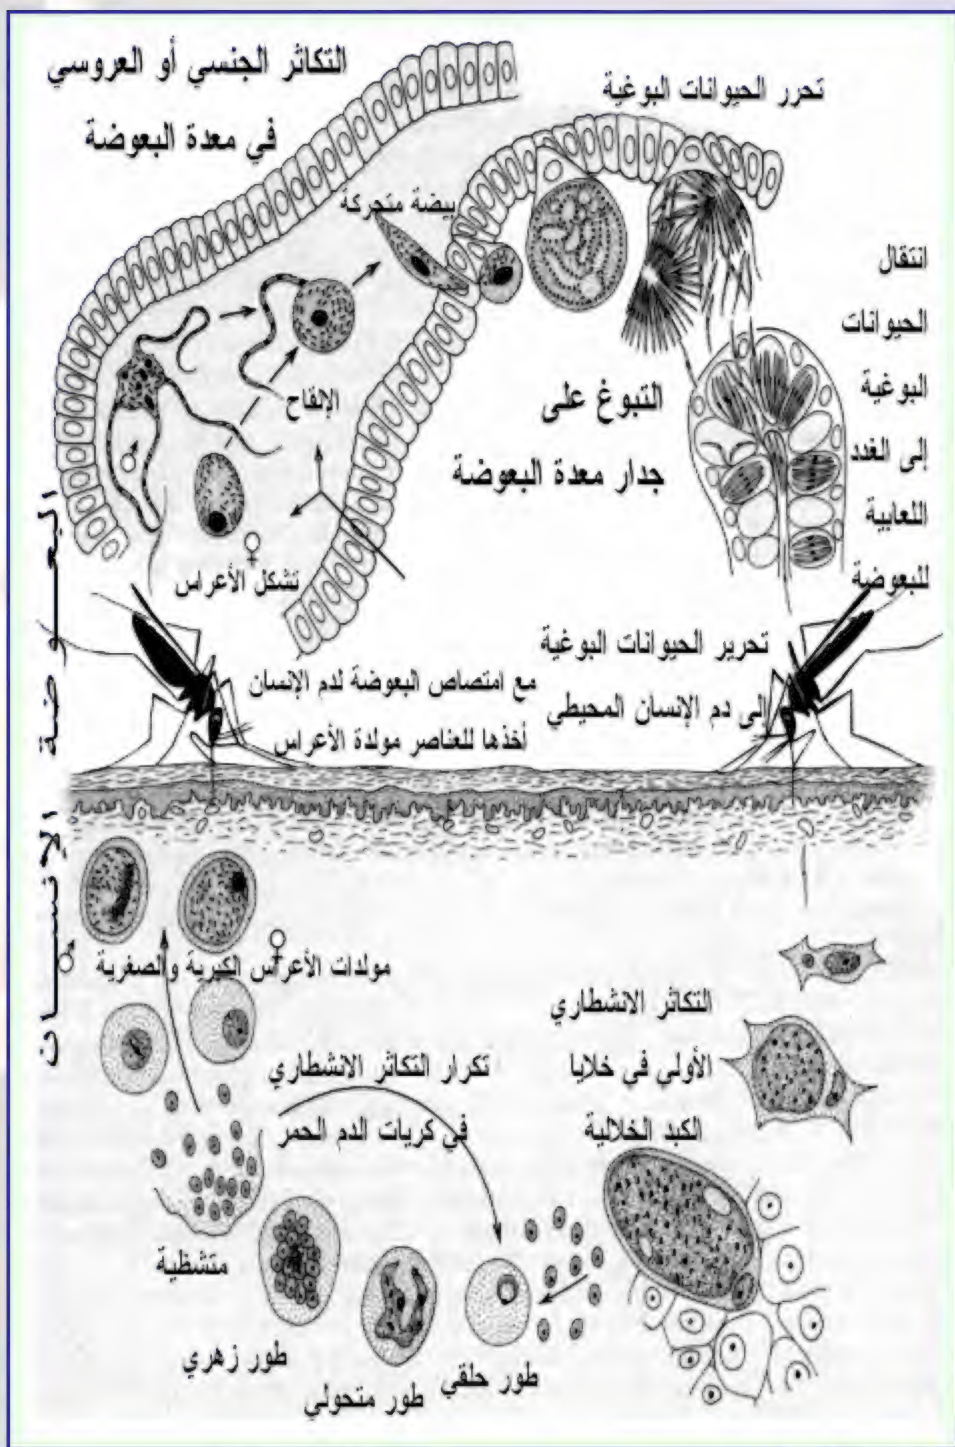 التكاثر الجنسي أو العروسي
في معدة البعوضة
تحرر الحيوانات البوغية
بيضة متحركة
انتقال
الحيوانات
البوغية
إلى الغدد
اللعابية
للبعوضة
الإلقاح
التبوغ على
جدار معدة البعوضة
♂
♀
تشكل الأعراس
البعـــوضـــة
تحرير الحيوانات البوغية
إلى دم الإنسان المحيطي
مع امتصاص البعوضة لدم الإنسان
أخذها للعناصر مولدة الأعراس
الإنســـــان
♂
♀
مولدات الأعراس الكبرية والصغرية
التكاثر الانشطاري
الأولي في خلايا
الكبد الخلالية
تكرار التكاثر الانشطاري
في كريات الدم الحمر
متشظية
طور زهري
طور متحولي
طور حلقي